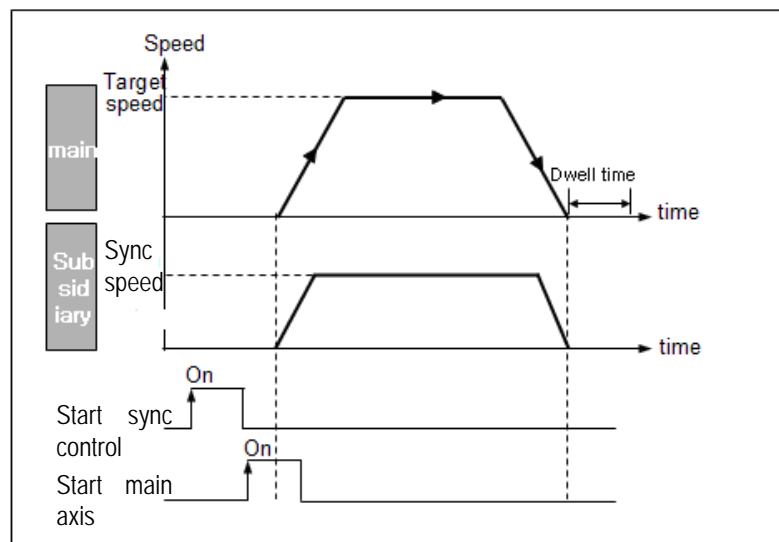 Speed
Target
speed
main
Dwell time
time
Sub
sid
iary
Sync
speed
time
On
Start sync
control
On
Start main
axis